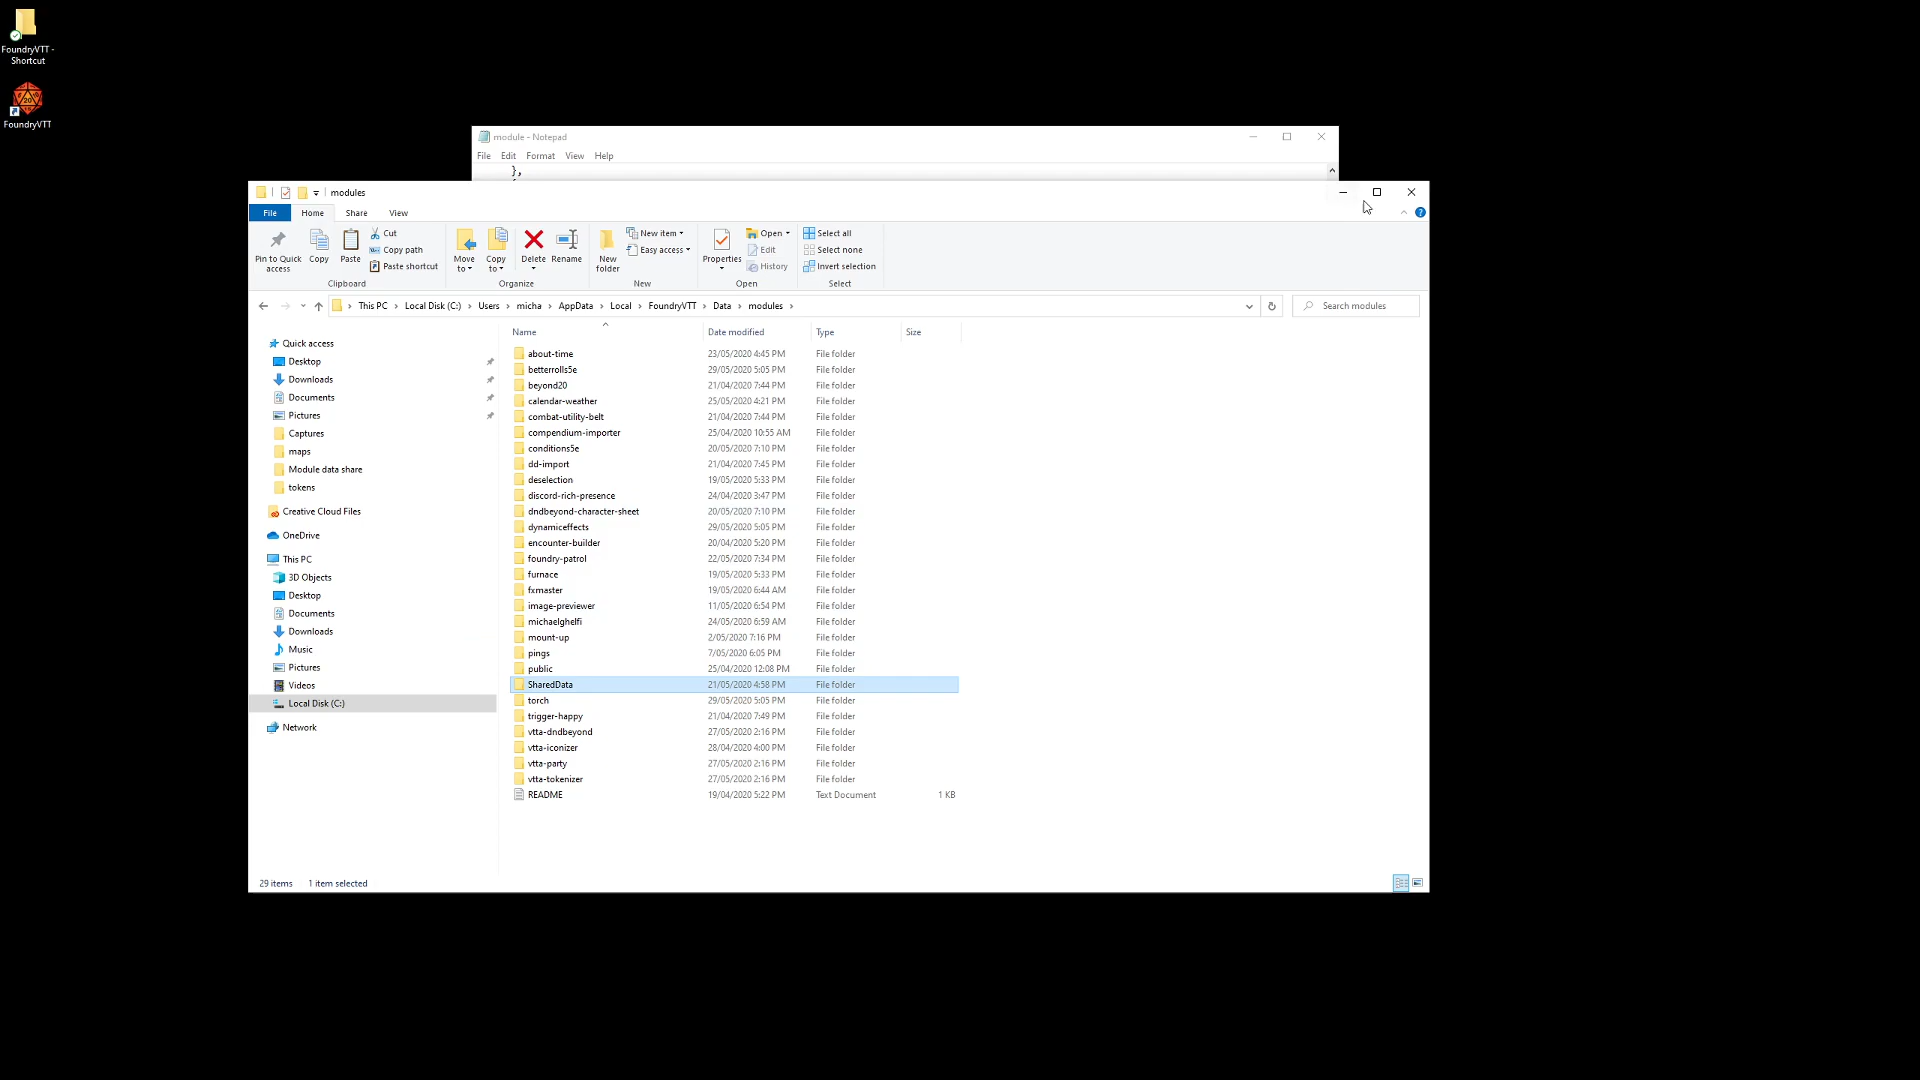 FoundryVTT -
Shortcut
FoundryVTT
module - Notepad
File Edit Format View Help
},
modules
File Home Share View
Pin to Quick access
Copy
Paste
Cut
Copy path
Paste shortcut
Clipboard
Move to
Copy to
Delete
Rename
Organize
New folder
New item
Easy access
New
Properties
Open
Edit
History
Open
Select all
Select none
Invert selection
Select
This PC Local Disk (C:) Users micha AppData Local FoundryVTT Data modules
Search modules
Quick access
Desktop
Downloads
Documents
Pictures
Captures
maps
Module data share
tokens
Creative Cloud Files
OneDrive
This PC
3D Objects
Desktop
Documents
Downloads
Music
Pictures
Videos
Local Disk (C:)
Network
Name Date modified Type Size
about-time 23/05/2020 4:45 PM File folder
betterrolls5e 29/05/2020 5:05 PM File folder
beyond20 21/04/2020 7:44 PM File folder
calendar-weather 25/05/2020 4:21 PM File folder
combat-utility-belt 21/04/2020 7:44 PM File folder
compendium-importer 25/04/2020 10:55 AM File folder
conditions5e 20/05/2020 7:10 PM File folder
dd-import 21/04/2020 7:45 PM File folder
deselection 19/05/2020 5:33 PM File folder
discord-rich-presence 24/04/2020 3:47 PM File folder
dndbeyond-character-sheet 20/05/2020 7:10 PM File folder
dynamiceffects 29/05/2020 5:05 PM File folder
encounter-builder 20/04/2020 5:20 PM File folder
foundry-patrol 22/05/2020 7:34 PM File folder
furnace 19/05/2020 5:33 PM File folder
fxmaster 19/05/2020 6:44 AM File folder
image-previewer 11/05/2020 6:54 PM File folder
michaelghelfi 24/05/2020 6:59 AM File folder
mount-up 2/05/2020 7:16 PM File folder
pings 7/05/2020 6:05 PM File folder
public 25/04/2020 12:08 PM File folder
SharedData 21/05/2020 4:58 PM File folder
torch 29/05/2020 5:05 PM File folder
trigger-happy 21/04/2020 7:49 PM File folder
vtta-dndbeyond 27/05/2020 2:16 PM File folder
vtta-iconizer 28/04/2020 4:00 PM File folder
vtta-party 27/05/2020 2:16 PM File folder
vtta-tokenizer 27/05/2020 2:16 PM File folder
README 19/04/2020 5:22 PM Text Document 1 KB
29 items 1 item selected